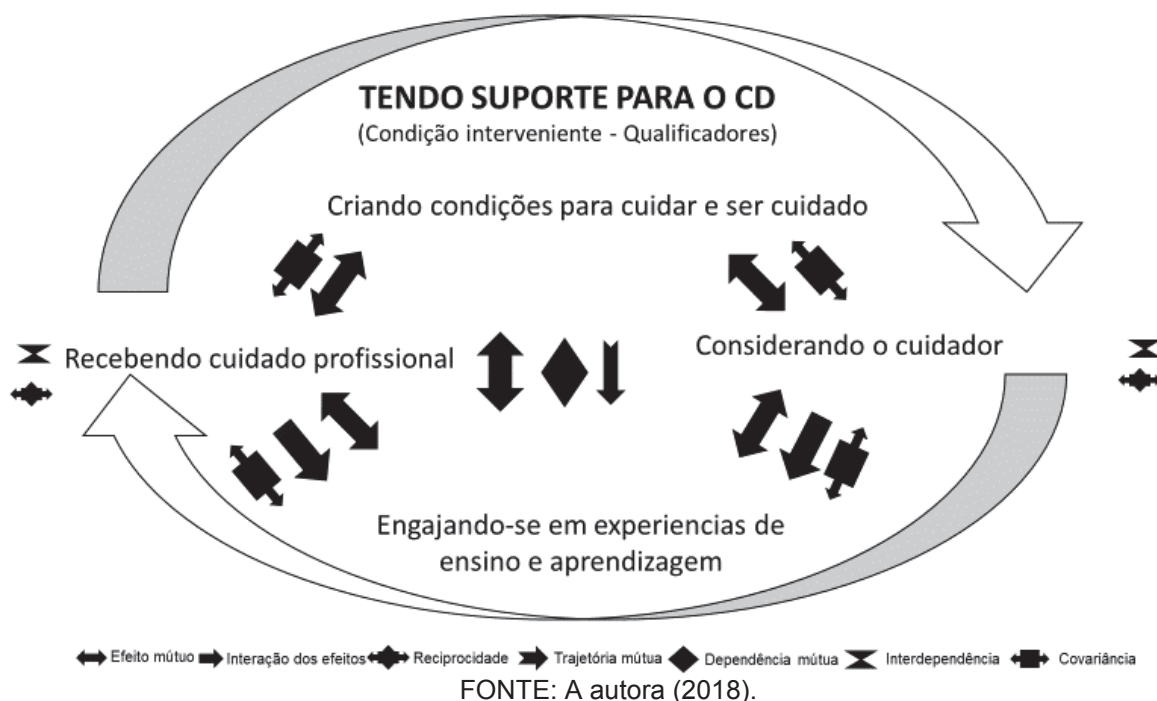 TENDO SUPORTE PARA O CD
(Condição interveniente - Qualificadores)
Criando condições para cuidar e ser cuidado
Recebendo cuidado profissional
Considerando o cuidador
Engajando-se em experiencias de
ensino e aprendizagem
Efeito mútuo Interação dos efeitos Reciprocidade Trajetória mútua Dependência mútua Interdependência Covariância
FONTE: A autora (2018).